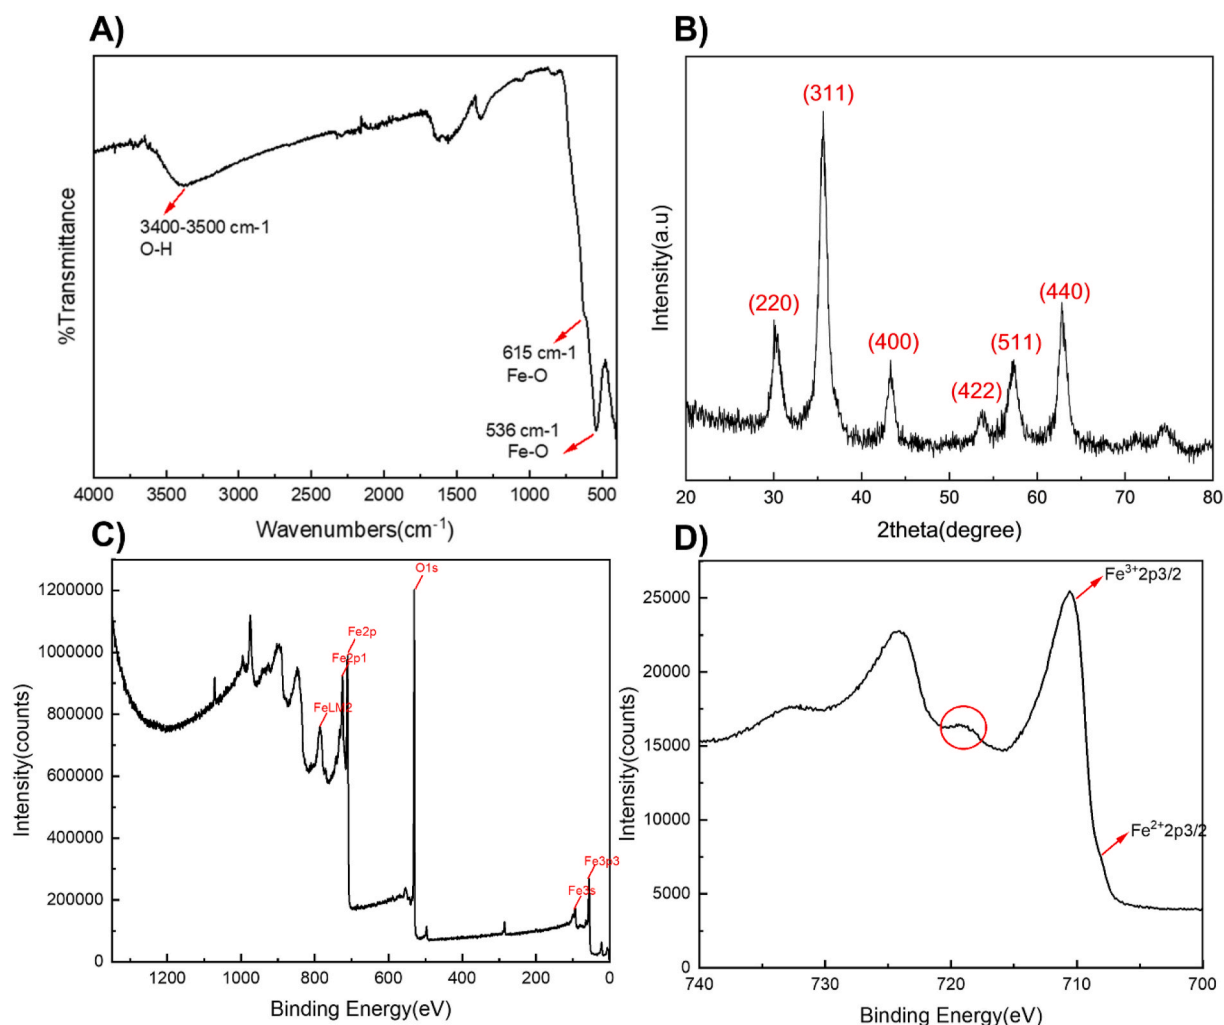 A)
%Transmittance
3400-3500 cm-1
O-H
615 cm-1
Fe-O
536 cm-1
Fe-O
4000 3500 3000 2500 2000 1500 1000 500
Wavenumbers(cm⁻¹)
B)
Intensity(a.u)
(311)
(220)
(440)
(400)
(511)
(422)
20 30 40 50 60 70 80
2theta(degree)
C)
Intensity(counts)
1200000
1000000
800000
600000
400000
200000
0
O1s
Fe2p
Fe2p1
FeLM2
Fe3p3
Fe3s
1200 1000 800 600 400 200 0
Binding Energy(eV)
D)
Intensity(counts)
25000
20000
15000
10000
5000
0
Fe³⁺2p3/2
Fe²⁺2p3/2
740 730 720 710 700
Binding Energy(eV)